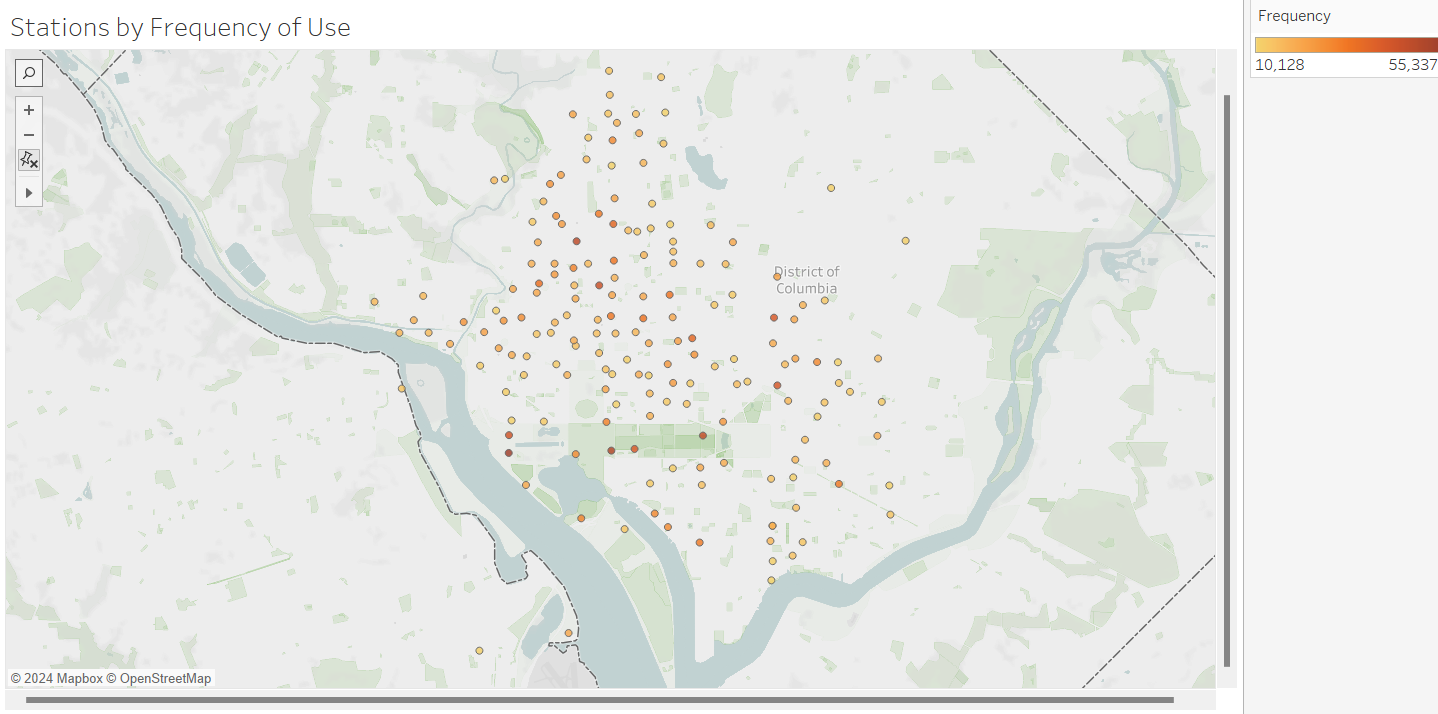 Stations by Frequency of Use
Frequency
10,128
55,337
District of
Columbia
© 2024 Mapbox © OpenStreetMap